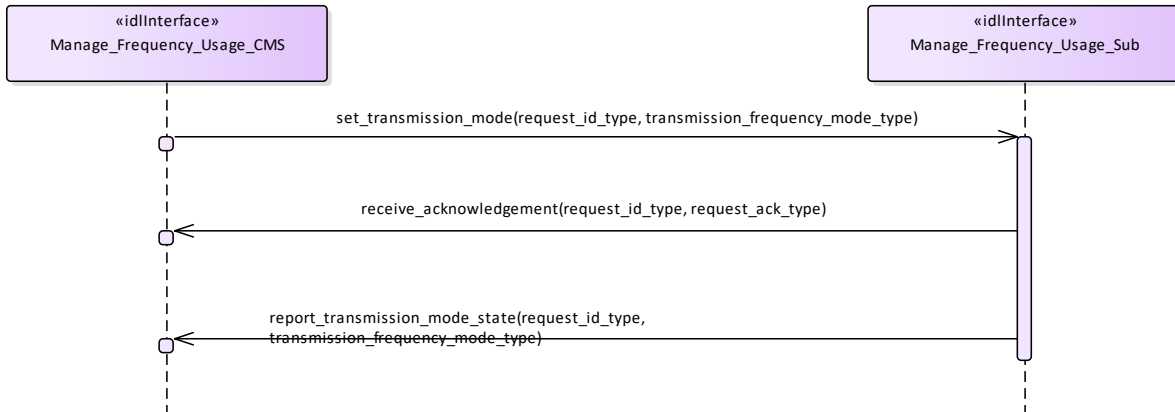 «idlInterface»
Manage_Frequency_Usage_CMS
«idlInterface»
Manage_Frequency_Usage_Sub
set_transmission_mode(request_id_type, transmission_frequency_mode_type)
receive_acknowledgement(request_id_type, request_ack_type)
report_transmission_mode_state(request_id_type,
transmission_frequency_mode_type)